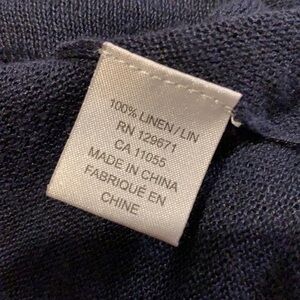 100% LINEN / LIN
RN 129671
CA 11055
MADE IN CHINA
FABRIQUÉ EN
CHINE